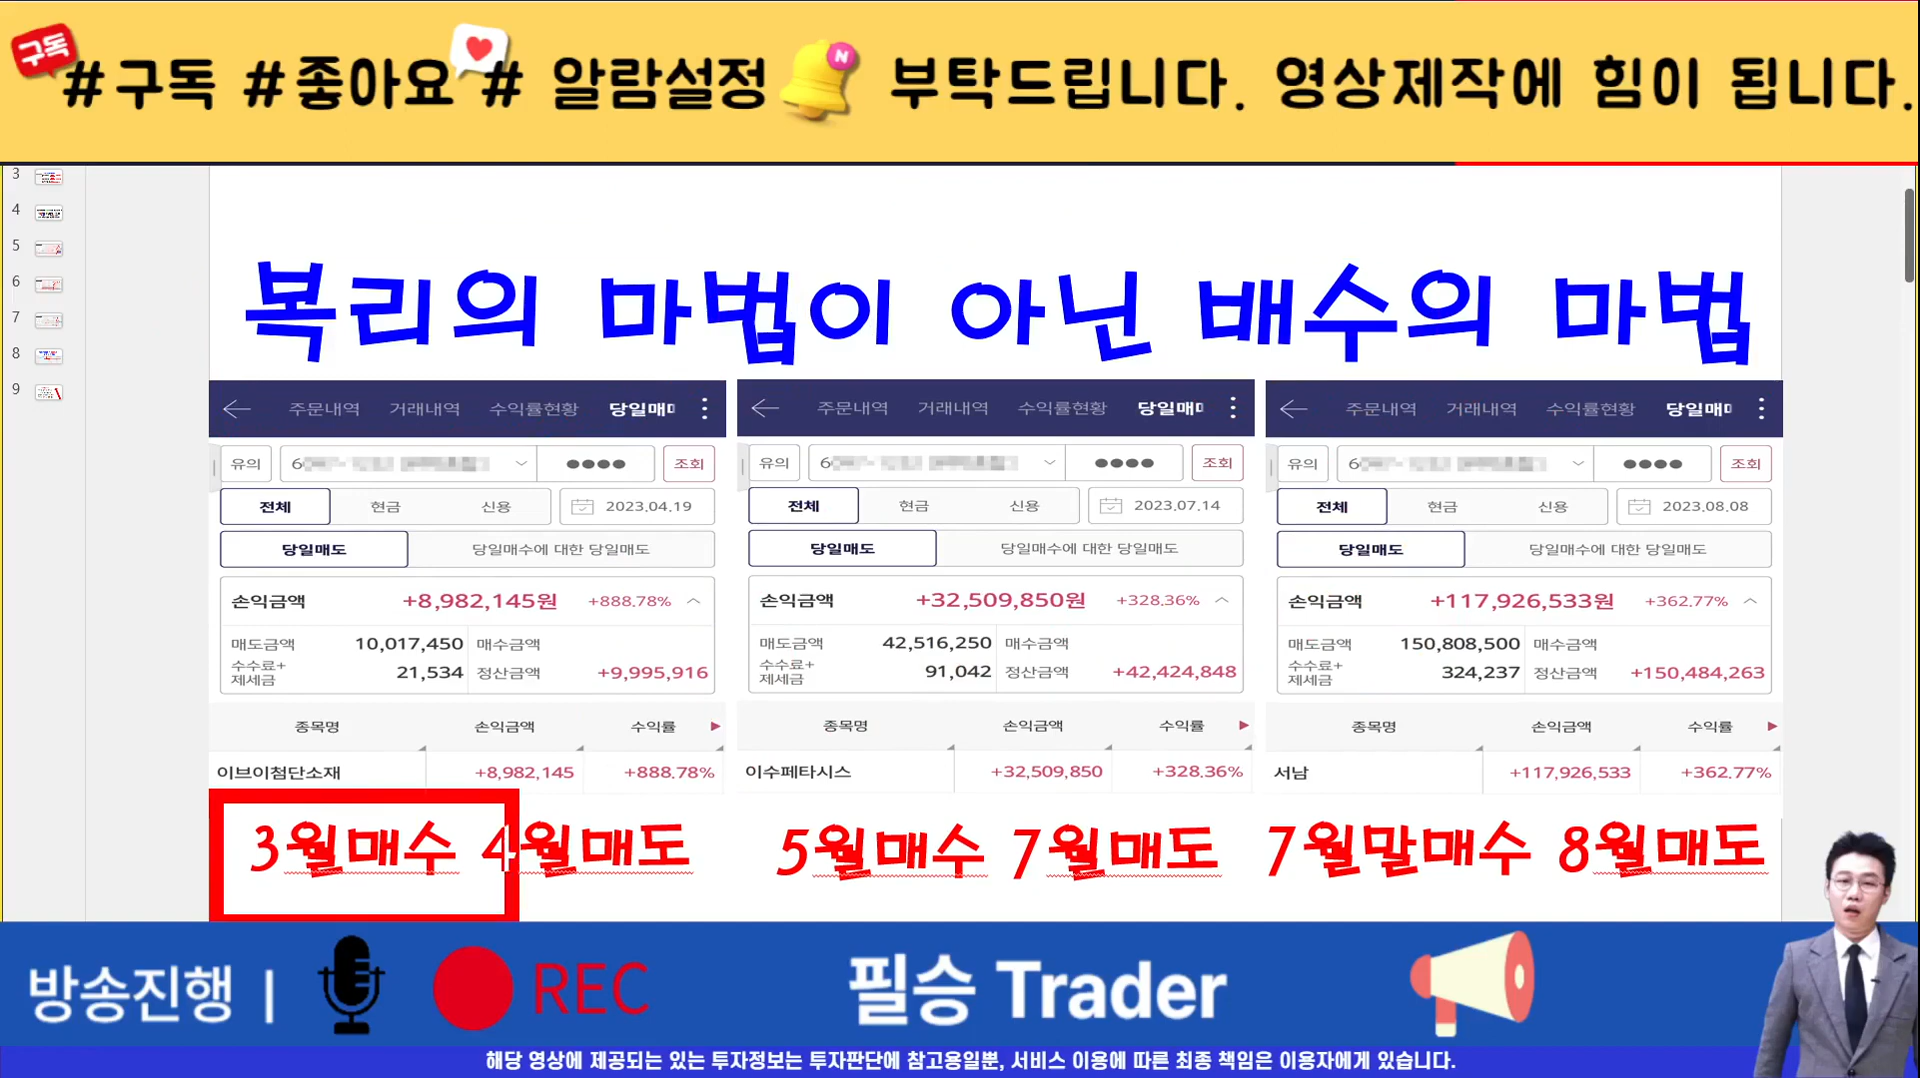 구독
#구독 #좋아요 # 알람설정 N 부탁드립니다. 영상제작에 힘이 됩니다.
3
4
5
6
7
8
9
복리의 마법이 아닌 배수의 마법
주문내역 거래내역 수익률현황 당일매
유의 6 ●●●● 조회
전체 현금 신용 2023.04.19
당일매도 당일매수에 대한 당일매도
손익금액 +8,982,145원 +888.78%
매도금액 10,017,450 매수금액
수수료+
제세금 21,534 정산금액 +9,995,916
종목명 손익금액 수익률
이브이첨단소재 +8,982,145 +888.78%
3월매수 4월매도
주문내역 거래내역 수익률현황 당일매
유의 6 ●●●● 조회
전체 현금 신용 2023.07.14
당일매도 당일매수에 대한 당일매도
손익금액 +32,509,850원 +328.36%
매도금액 42,516,250 매수금액
수수료+
제세금 91,042 정산금액 +42,424,848
종목명 손익금액 수익률
이수페타시스 +32,509,850 +328.36%
5월매수 7월매도
주문내역 거래내역 수익률현황 당일매
유의 6 ●●●● 조회
전체 현금 신용 2023.08.08
당일매도 당일매수에 대한 당일매도
손익금액 +117,926,533원 +362.77%
매도금액 150,808,500 매수금액
수수료+
제세금 324,237 정산금액 +150,484,263
종목명 손익금액 수익률
서남 +117,926,533 +362.77%
7월말매수 8월매도
방송진행 | REC 필승 Trader
해당 영상에 제공되는 있는 투자정보는 투자판단에 참고용일뿐, 서비스 이용에 따른 최종 책임은 이용자에게 있습니다.